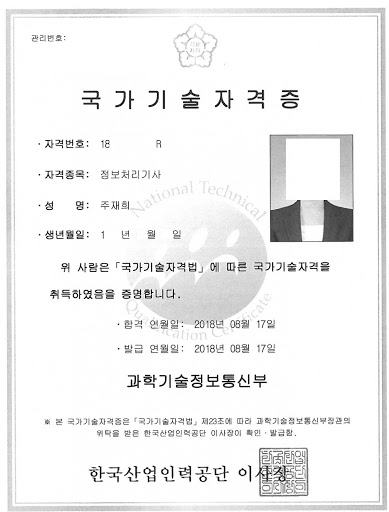 관리번호:
국가기술자격증
· 자격번호: 18 R
· 자격종목: 정보처리기사
· 성 명: 주재희
· 생년월일: 1 년 월 일
위 사람은「국가기술자격법」에 따른 국가기술자격을
취득하였음을 증명합니다.
National Technical
Qualification Certificate
· 합격 연월일: 2018년 08월 17일
· 발급 연월일: 2018년 08월 17일
과학기술정보통신부
※ 본 국가기술자격증은「국가기술자격법」제23조에 따라 과학기술정보통신부장관의
위탁을 받은 한국산업인력공단 이사장이 확인·발급함.
한국산업인력공단 이사장